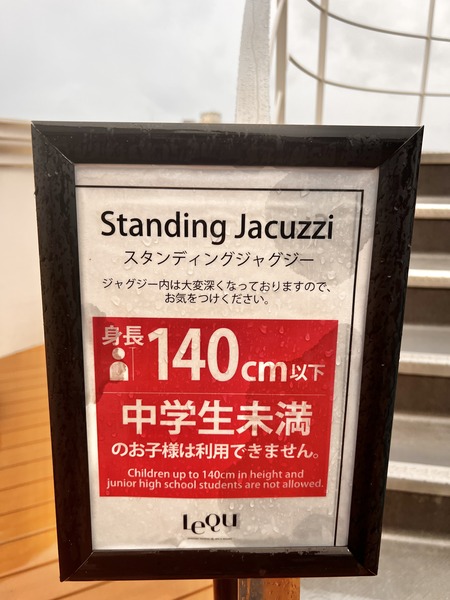 Standing Jacuzzi
スタンディングジャグジー
ジャグジー内は大変深くなっておりますので、
お気をつけください。
身長 140cm以下
中学生未満
のお子様は利用できません。
Children up to 140cm in height and
junior high school students are not allowed.
LeQu